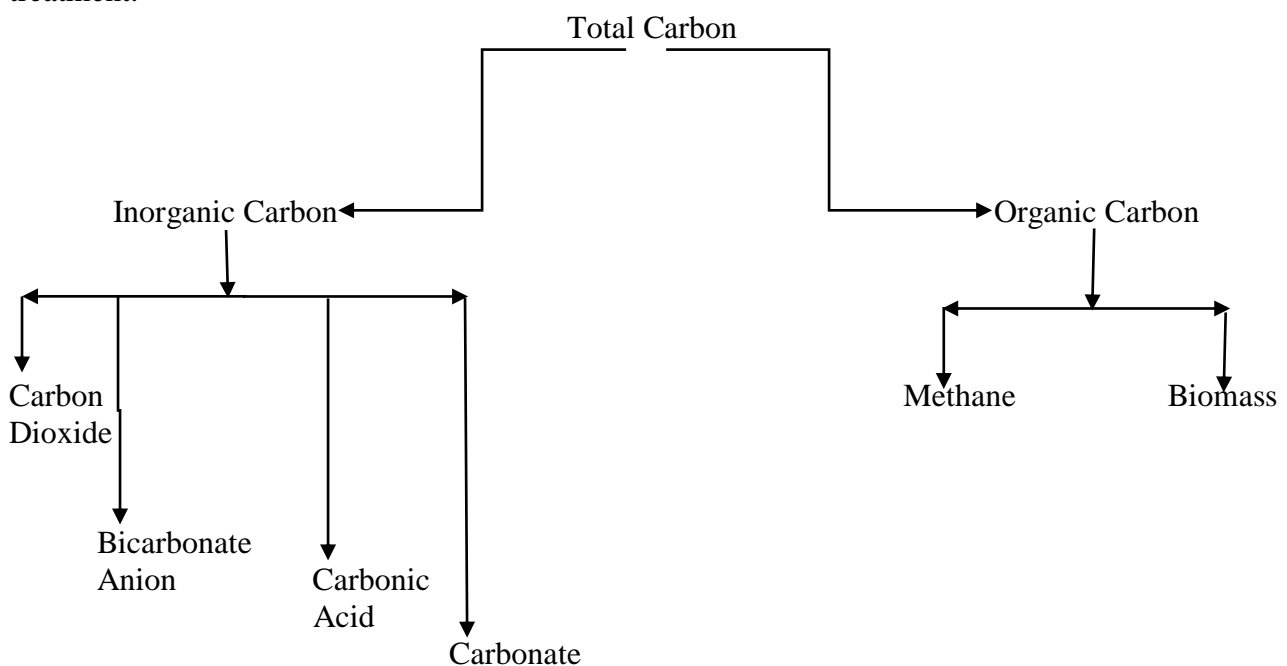 treatment.
Total Carbon
Inorganic Carbon
Organic Carbon
Carbon
Dioxide
Methane
Biomass
Bicarbonate
Anion
Carbonic
Acid
Carbonate